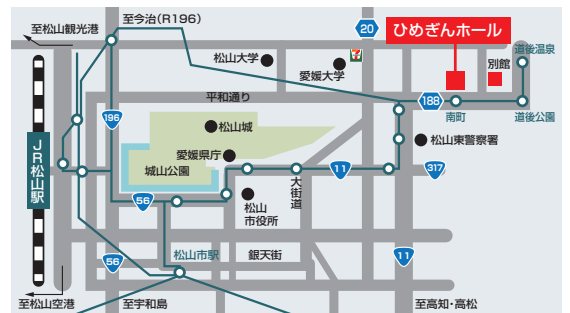 至今治(R196)
至松山観光港
20
ひめぎんホール
松山大学
7
愛媛大学
別館
道後温泉
平和通り
188
南町
道後公園
196
松山城
松山東警察署
JR松山駅
愛媛県庁
城山公園
大街道
11
317
56
松山
市役所
松山市駅
銀天街
56
11
至松山空港
至宇和島
至高知・高松